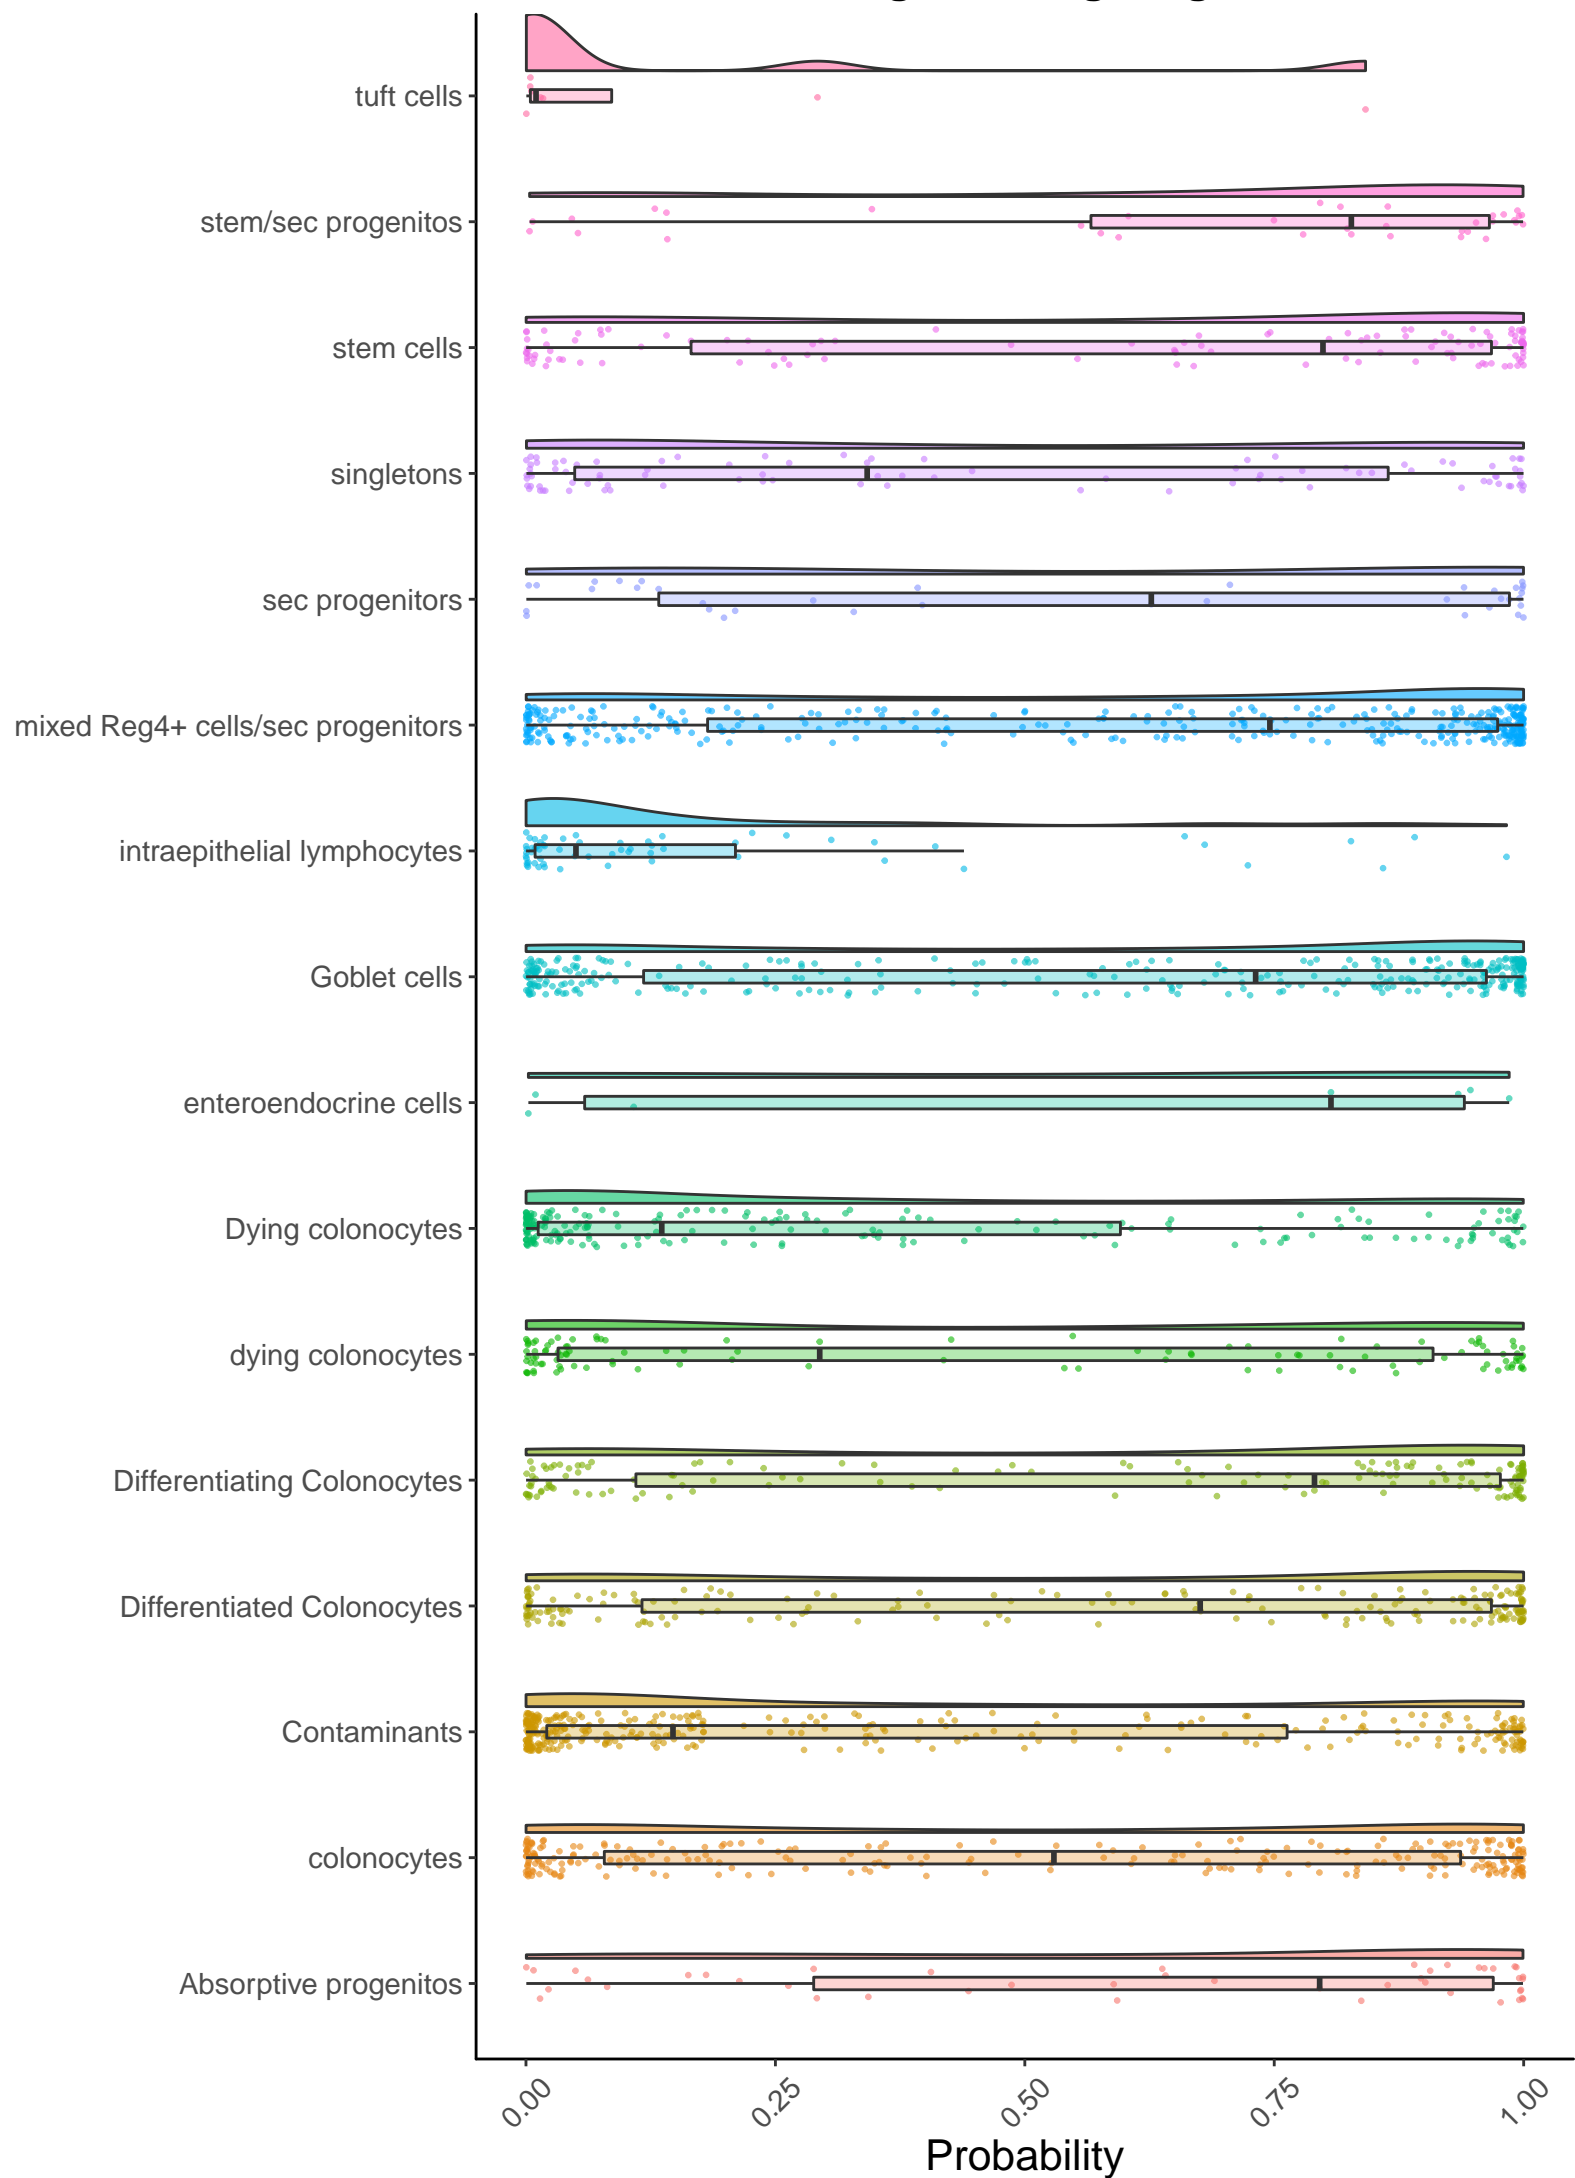 tuft cells
stem/sec progenitos
stem cells
singletons
sec progenitors
mixed Reg4+ cells/sec progenitors
intraepithelial lymphocytes
Goblet cells
enteroendocrine cells
Dying colonocytes
dying colonocytes
Differentiating Colonocytes
Differentiated Colonocytes
Contaminants
colonocytes
Absorptive progenitos
0.00
0.25
0.50
0.75
1.00
Probability